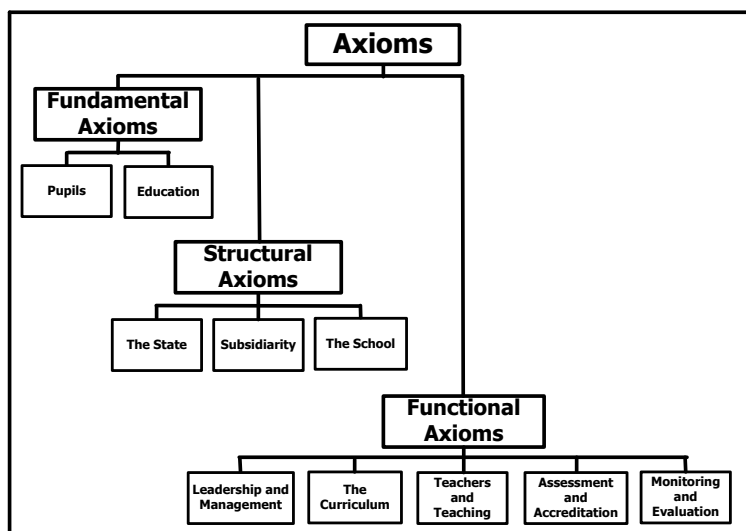 Axioms
Fundamental
Axioms
Pupils
Education
Structural
Axioms
The State
Subsidiarity
The School
Functional
Axioms
Leadership and
Management
The
Curriculum
Teachers
and
Teaching
Assessment
and
Accreditation
Monitoring
and
Evaluation